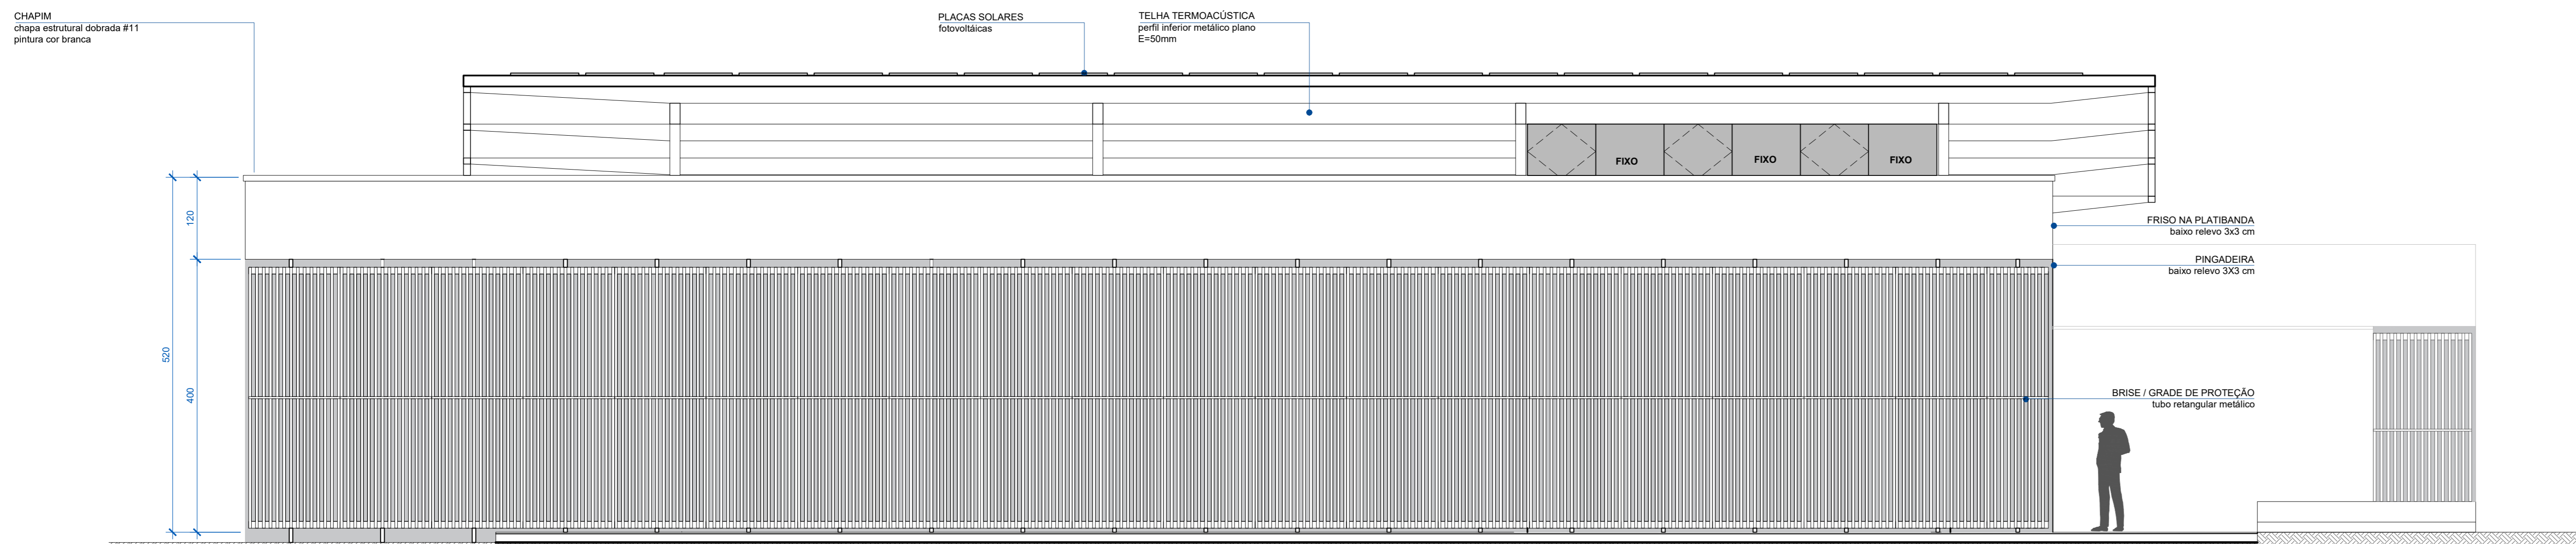 CHAPIM
chapa estrutural dobrada #11
pintura cor branca
PLACAS SOLARES
fotovoltáicas
TELHA TERMOACÚSTICA
perfil inferior metálico plano
E=50mm
FIXO
FIXO
FIXO
120
520
400
FRISO NA PLATIBANDA
baixo relevo 3x3 cm
PINGADEIRA
baixo relevo 3X3 cm
BRISE / GRADE DE PROTEÇÃO
tubo retangular metálico